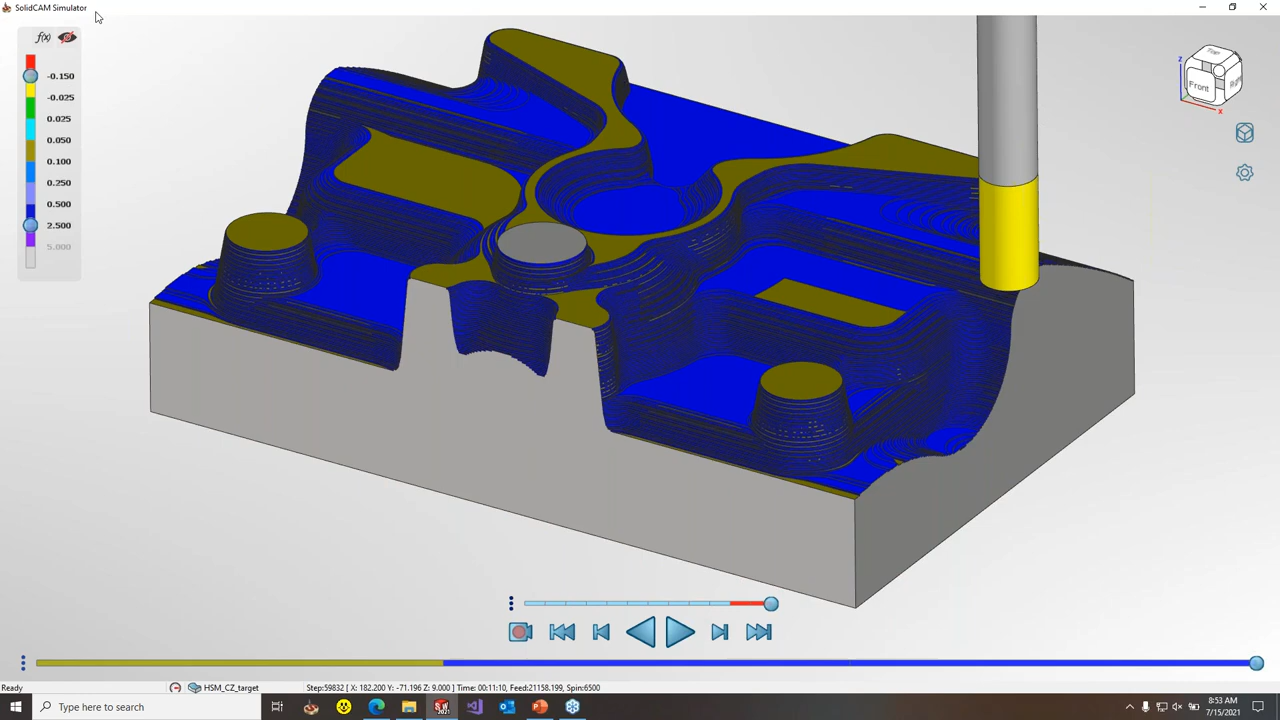 SolidCAM Simulator
f(x)
-0.150
-0.025
0.025
0.050
0.100
0.250
0.500
2.500
5.000
Top
Front
z
x
Ready
HSM_CZ_target
Step:59832 [ X: 182.200 Y: -71.196 Z: 9.000 ] Time: 00:11:10, Feed:21158.199, Spin:6500
Type here to search
8:53 AM
7/15/2021